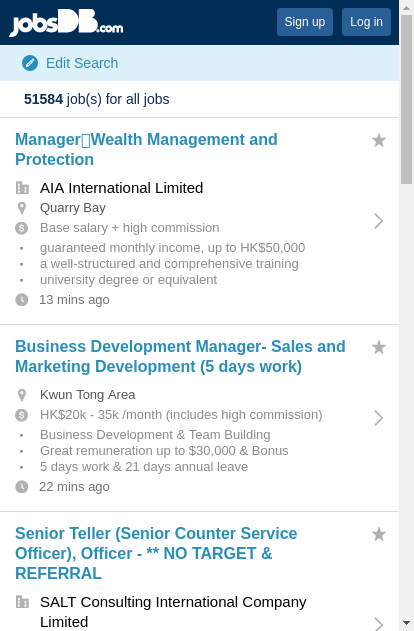 jobsDB.com
Sign up
Log in
Edit Search
51584 job(s) for all jobs
Manager▯Wealth Management and
Protection
AIA International Limited
Quarry Bay
Base salary + high commission
• guaranteed monthly income, up to HK$50,000
• a well-structured and comprehensive training
• university degree or equivalent
13 mins ago
Business Development Manager- Sales and
Marketing Development (5 days work)
Kwun Tong Area
HK$20k - 35k /month (includes high commission)
• Business Development & Team Building
• Great remuneration up to $30,000 & Bonus
• 5 days work & 21 days annual leave
22 mins ago
Senior Teller (Senior Counter Service
Officer), Officer - ** NO TARGET &
REFERRAL
SALT Consulting International Company
Limited